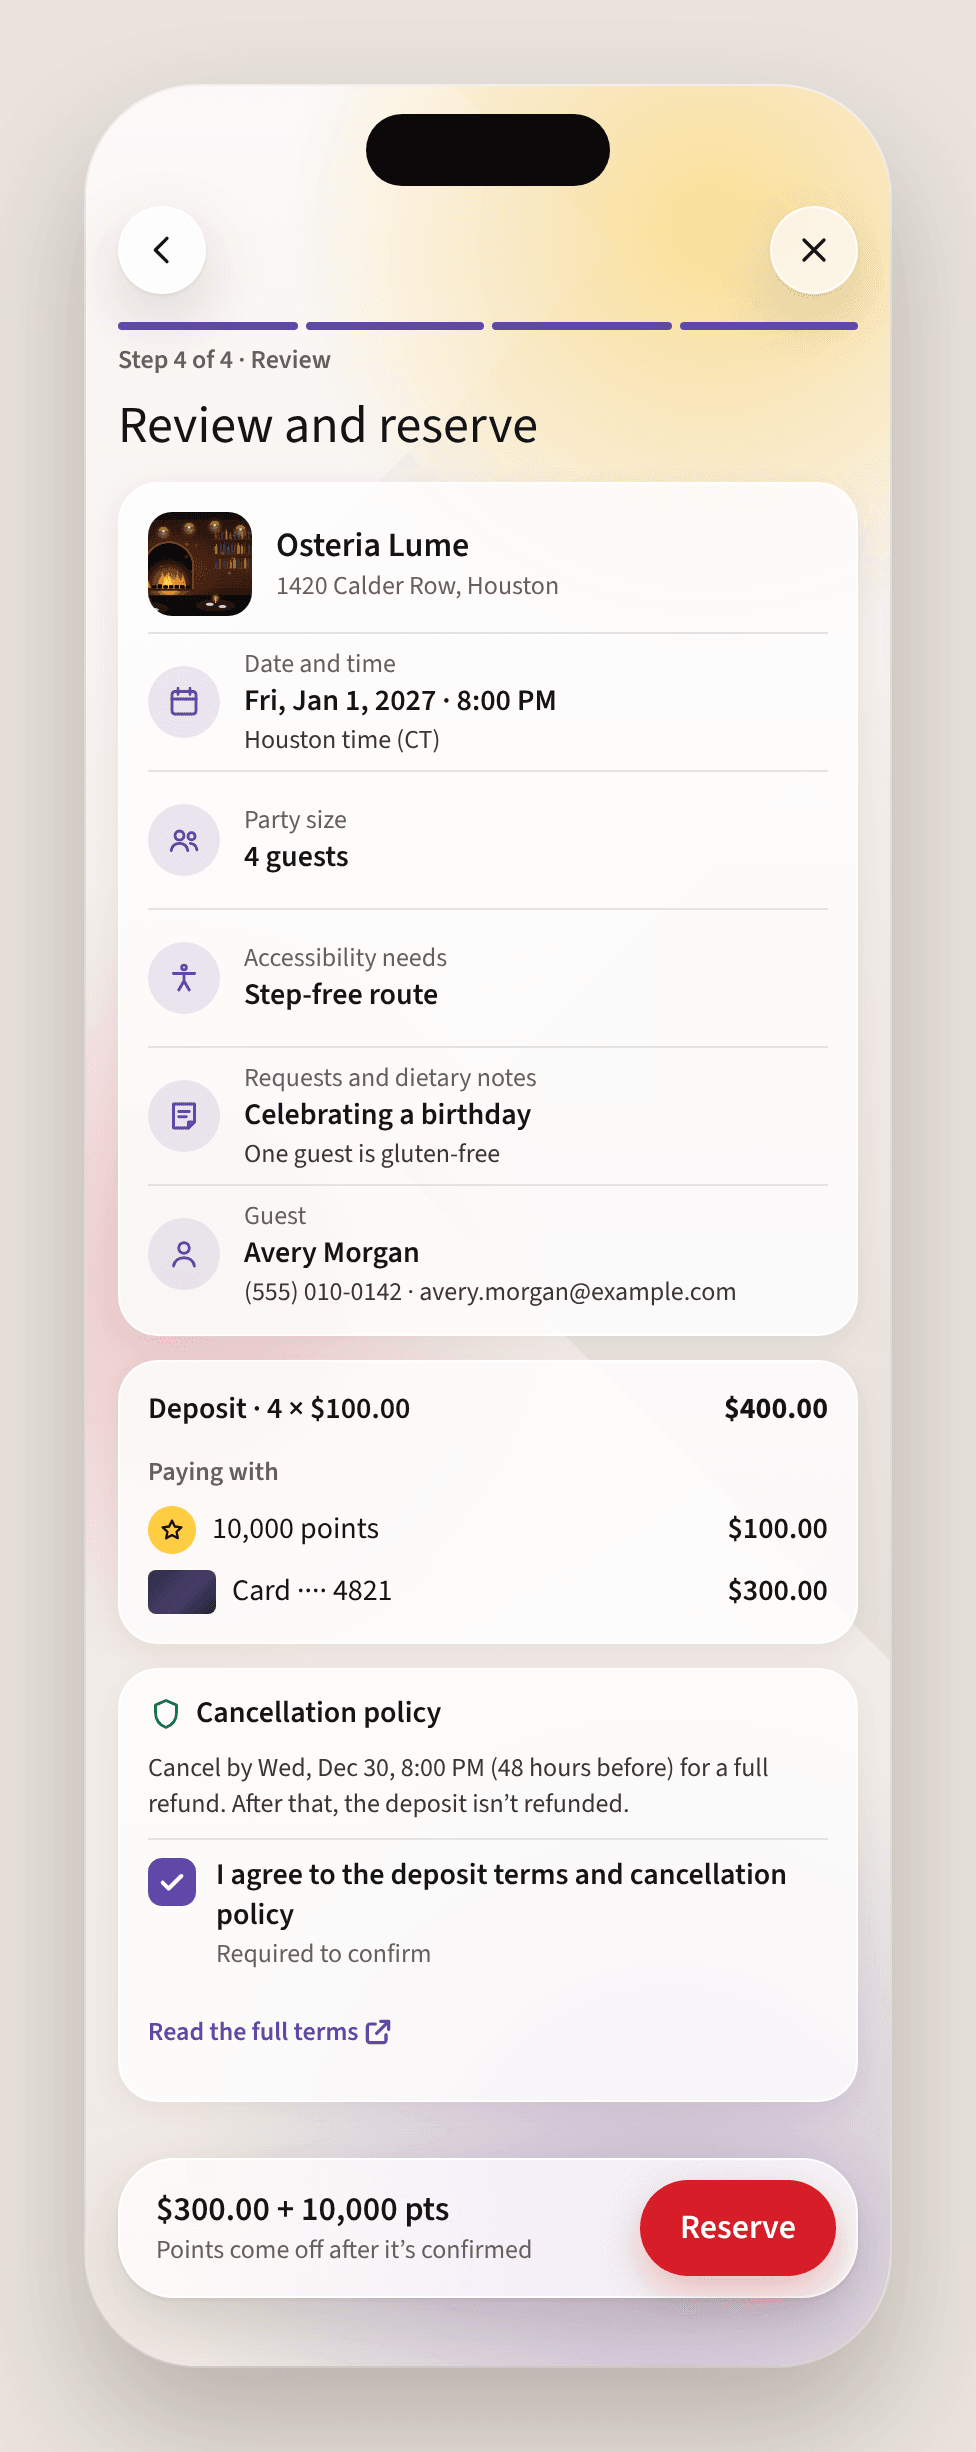 Step 4 of 4 · Review
Review and reserve
Osteria Lume
1420 Calder Row, Houston
Date and time
Fri, Jan 1, 2027 · 8:00 PM
Houston time (CT)
Party size
4 guests
Accessibility needs
Step-free route
Requests and dietary notes
Celebrating a birthday
One guest is gluten-free
Guest
Avery Morgan
(555) 010-0142 · avery.morgan@example.com
Deposit · 4 × $100.00 $400.00
Paying with
10,000 points $100.00
Card ···· 4821 $300.00
Cancellation policy
Cancel by Wed, Dec 30, 8:00 PM (48 hours before) for a full
refund. After that, the deposit isn’t refunded.
I agree to the deposit terms and cancellation
policy
Required to confirm
Read the full terms
$300.00 + 10,000 pts
Points come off after it’s confirmed
Reserve